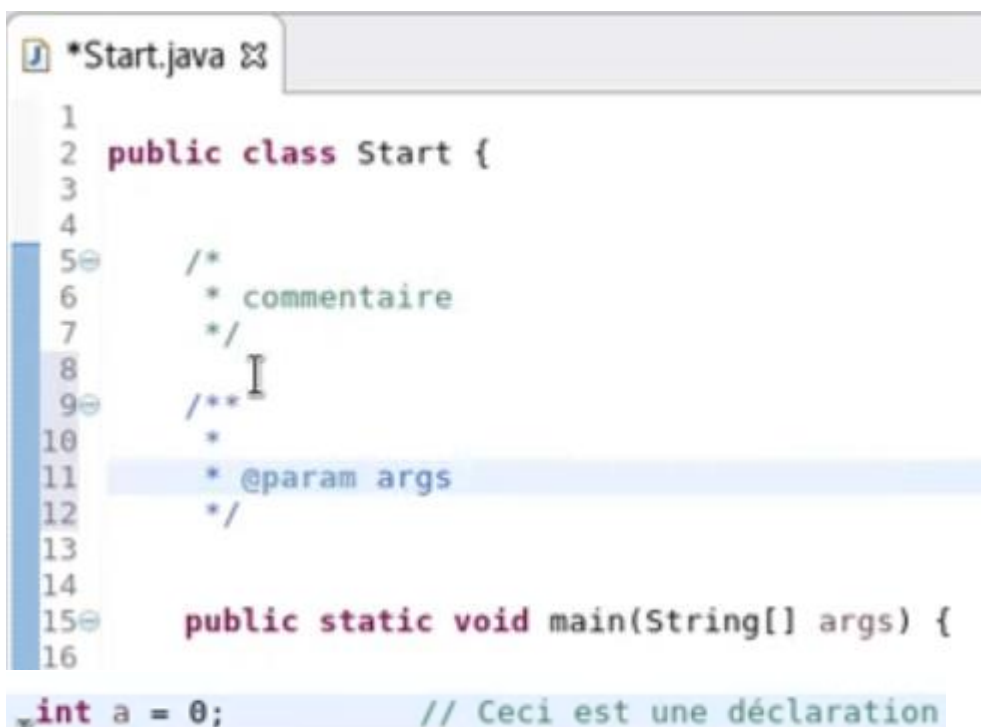 *Start.java
1
2 public class Start {
3
4
5 /*
6 * commentaire
7 */
8
9 /**
10 *
11 * @param args
12 */
13
14
15 public static void main(String[] args) {
16
int a = 0; // Ceci est une déclaration